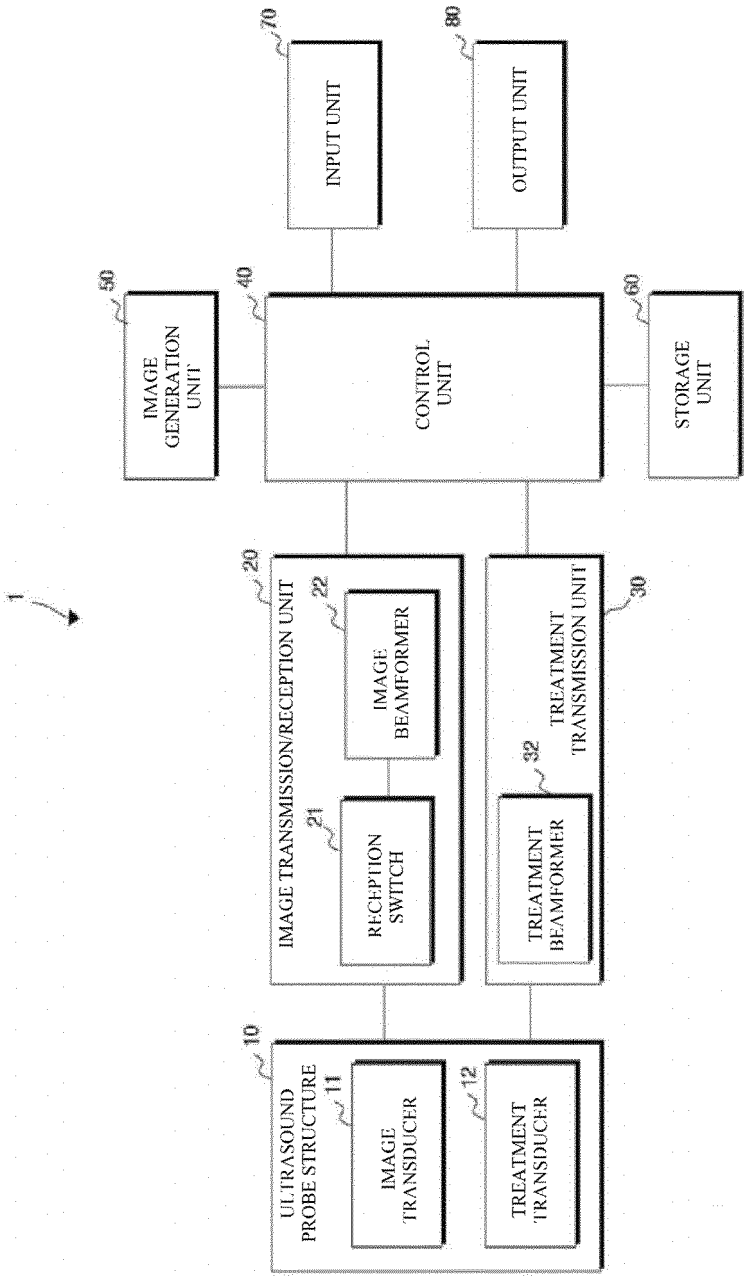 1
10
ULTRASOUND
PROBE STRUCTURE
11
IMAGE
TRANSDUCER
12
TREATMENT
TRANSDUCER
20
IMAGE TRANSMISSION/RECEPTION UNIT
21
RECEPTION
SWITCH
22
IMAGE
BEAMFORMER
30
TREATMENT
TRANSMISSION UNIT
32
TREATMENT
BEAMFORMER
40
CONTROL
UNIT
50
IMAGE
GENERATION
UNIT
60
STORAGE
UNIT
70
INPUT UNIT
80
OUTPUT UNIT